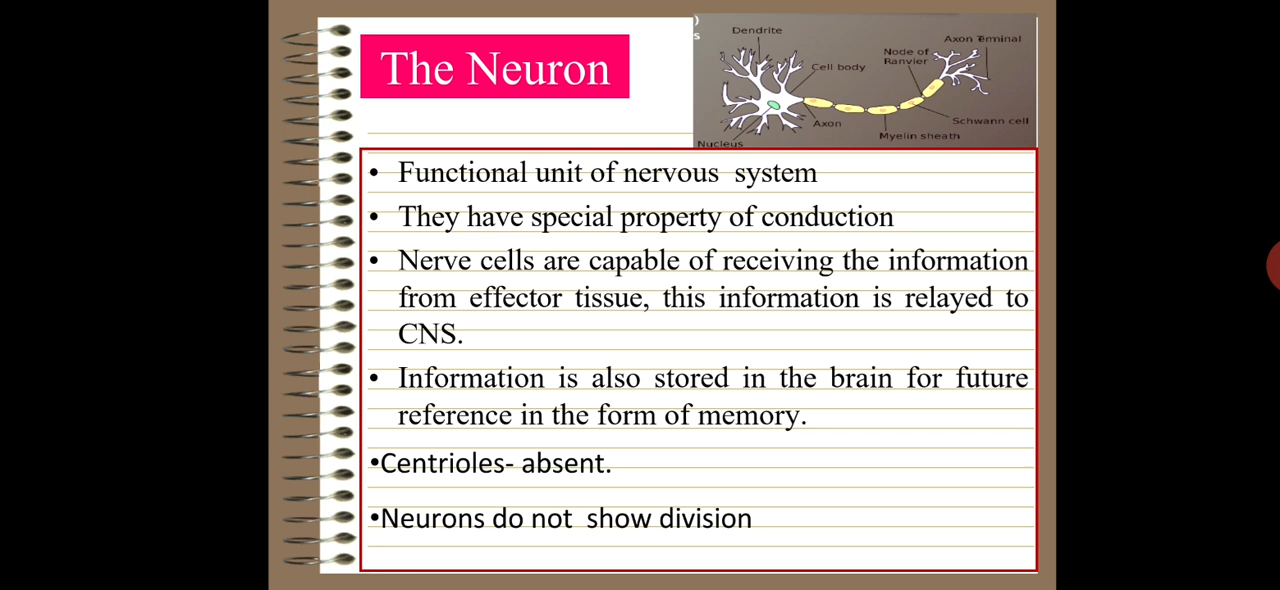 The Neuron
)
s
Dendrite
Cell body
Node of
Ranvier
Axon
Schwann cell
Axon
Myelin sheath
Nucleus
• Functional unit of nervous system
• They have special property of conduction
• Nerve cells are capable of receiving the information
from effector tissue, this information is relayed to
CNS.
• Information is also stored in the brain for future
reference in the form of memory.
•Centrioles- absent.
•Neurons do not show division